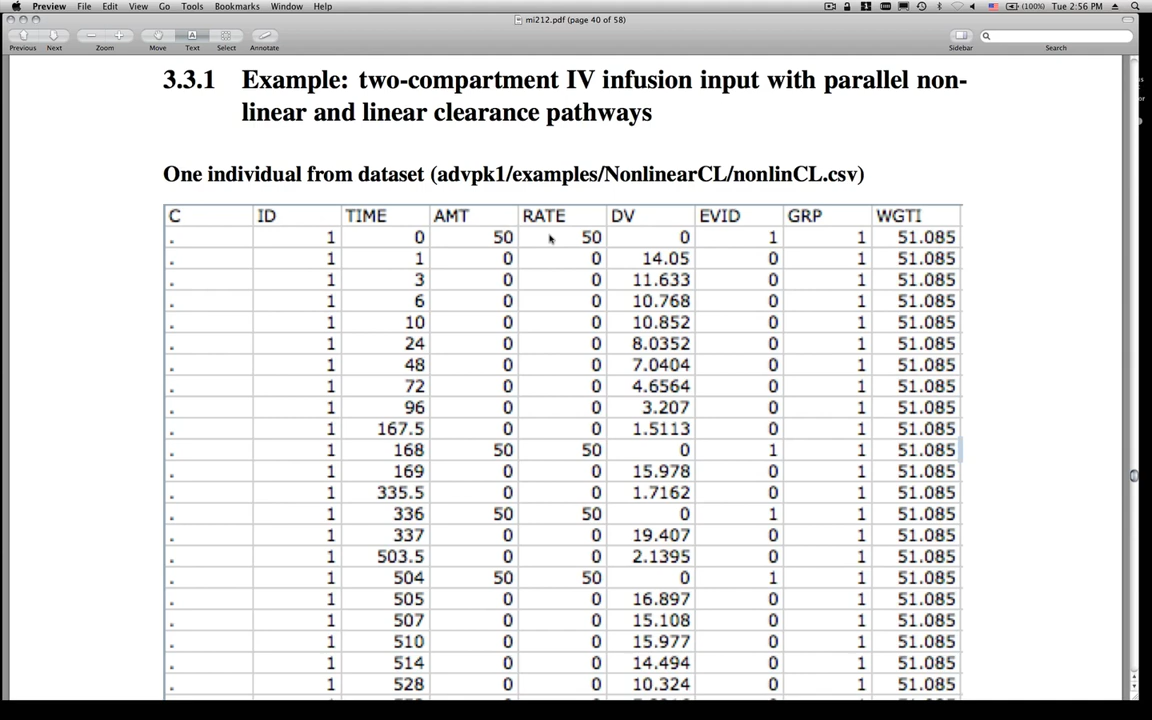 Preview File Edit View Go Tools Bookmarks Window Help (100%) Tue 2:56 PM
mi212.pdf (page 40 of 58)
Previous Next Zoom Move Text Select Annotate Sidebar Search
3.3.1 Example: two-compartment IV infusion input with parallel non-
linear and linear clearance pathways
One individual from dataset (advpk1/examples/NonlinearCL/nonlinCL.csv)
C ID TIME AMT RATE DV EVID GRP WGTI
. 1 0 50 50 0 1 1 51.085
. 1 1 0 0 14.05 0 1 51.085
. 1 3 0 0 11.633 0 1 51.085
. 1 6 0 0 10.768 0 1 51.085
. 1 10 0 0 10.852 0 1 51.085
. 1 24 0 0 8.0352 0 1 51.085
. 1 48 0 0 7.0404 0 1 51.085
. 1 72 0 0 4.6564 0 1 51.085
. 1 96 0 0 3.207 0 1 51.085
. 1 167.5 0 0 1.5113 0 1 51.085
. 1 168 50 50 0 1 1 51.085
. 1 169 0 0 15.978 0 1 51.085
. 1 335.5 0 0 1.7162 0 1 51.085
. 1 336 50 50 0 1 1 51.085
. 1 337 0 0 19.407 0 1 51.085
. 1 503.5 0 0 2.1395 0 1 51.085
. 1 504 50 50 0 1 1 51.085
. 1 505 0 0 16.897 0 1 51.085
. 1 507 0 0 15.108 0 1 51.085
. 1 510 0 0 15.977 0 1 51.085
. 1 514 0 0 14.494 0 1 51.085
. 1 528 0 0 10.324 0 1 51.085